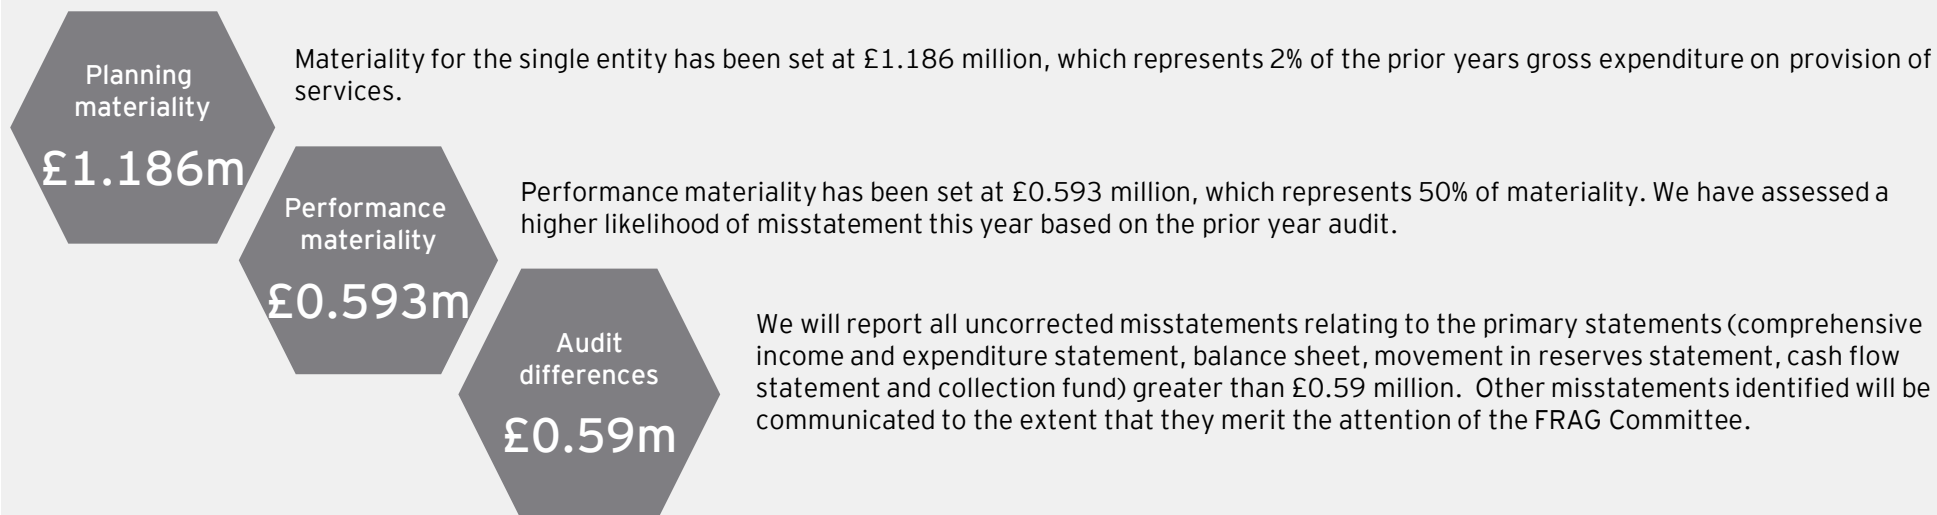 Planning
materiality
£1.186m
Materiality for the single entity has been set at £1.186 million, which represents 2% of the prior years gross expenditure on provision of
services.
Performance
materiality
£0.593m
Performance materiality has been set at £0.593 million, which represents 50% of materiality. We have assessed a
higher likelihood of misstatement this year based on the prior year audit.
Audit
differences
£0.59m
We will report all uncorrected misstatements relating to the primary statements (comprehensive
income and expenditure statement, balance sheet, movement in reserves statement, cash flow
statement and collection fund) greater than £0.59 million.  Other misstatements identified will be
communicated to the extent that they merit the attention of the FRAG Committee.